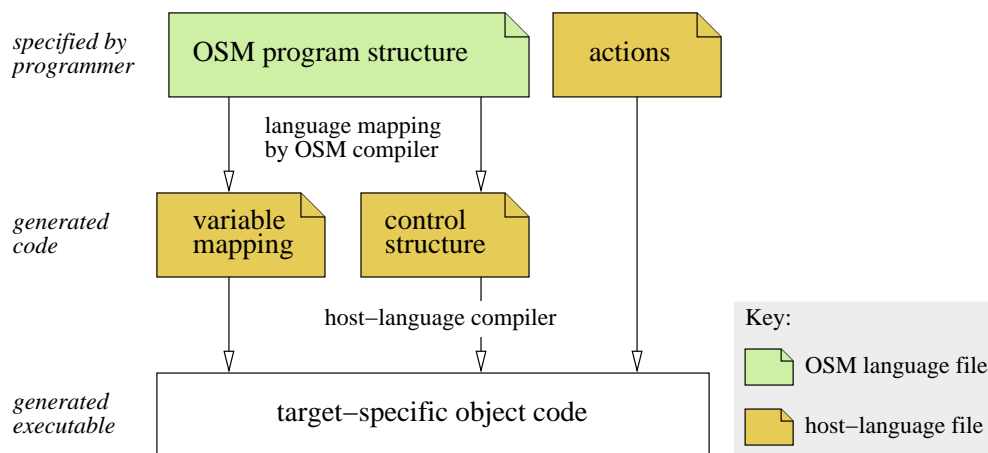 specified by
programmer
OSM program structure
actions
language mapping
by OSM compiler
generated
code
variable
mapping
control
structure
host−language compiler
Key:
OSM language file
host−language file
generated
executable
target−specific object code